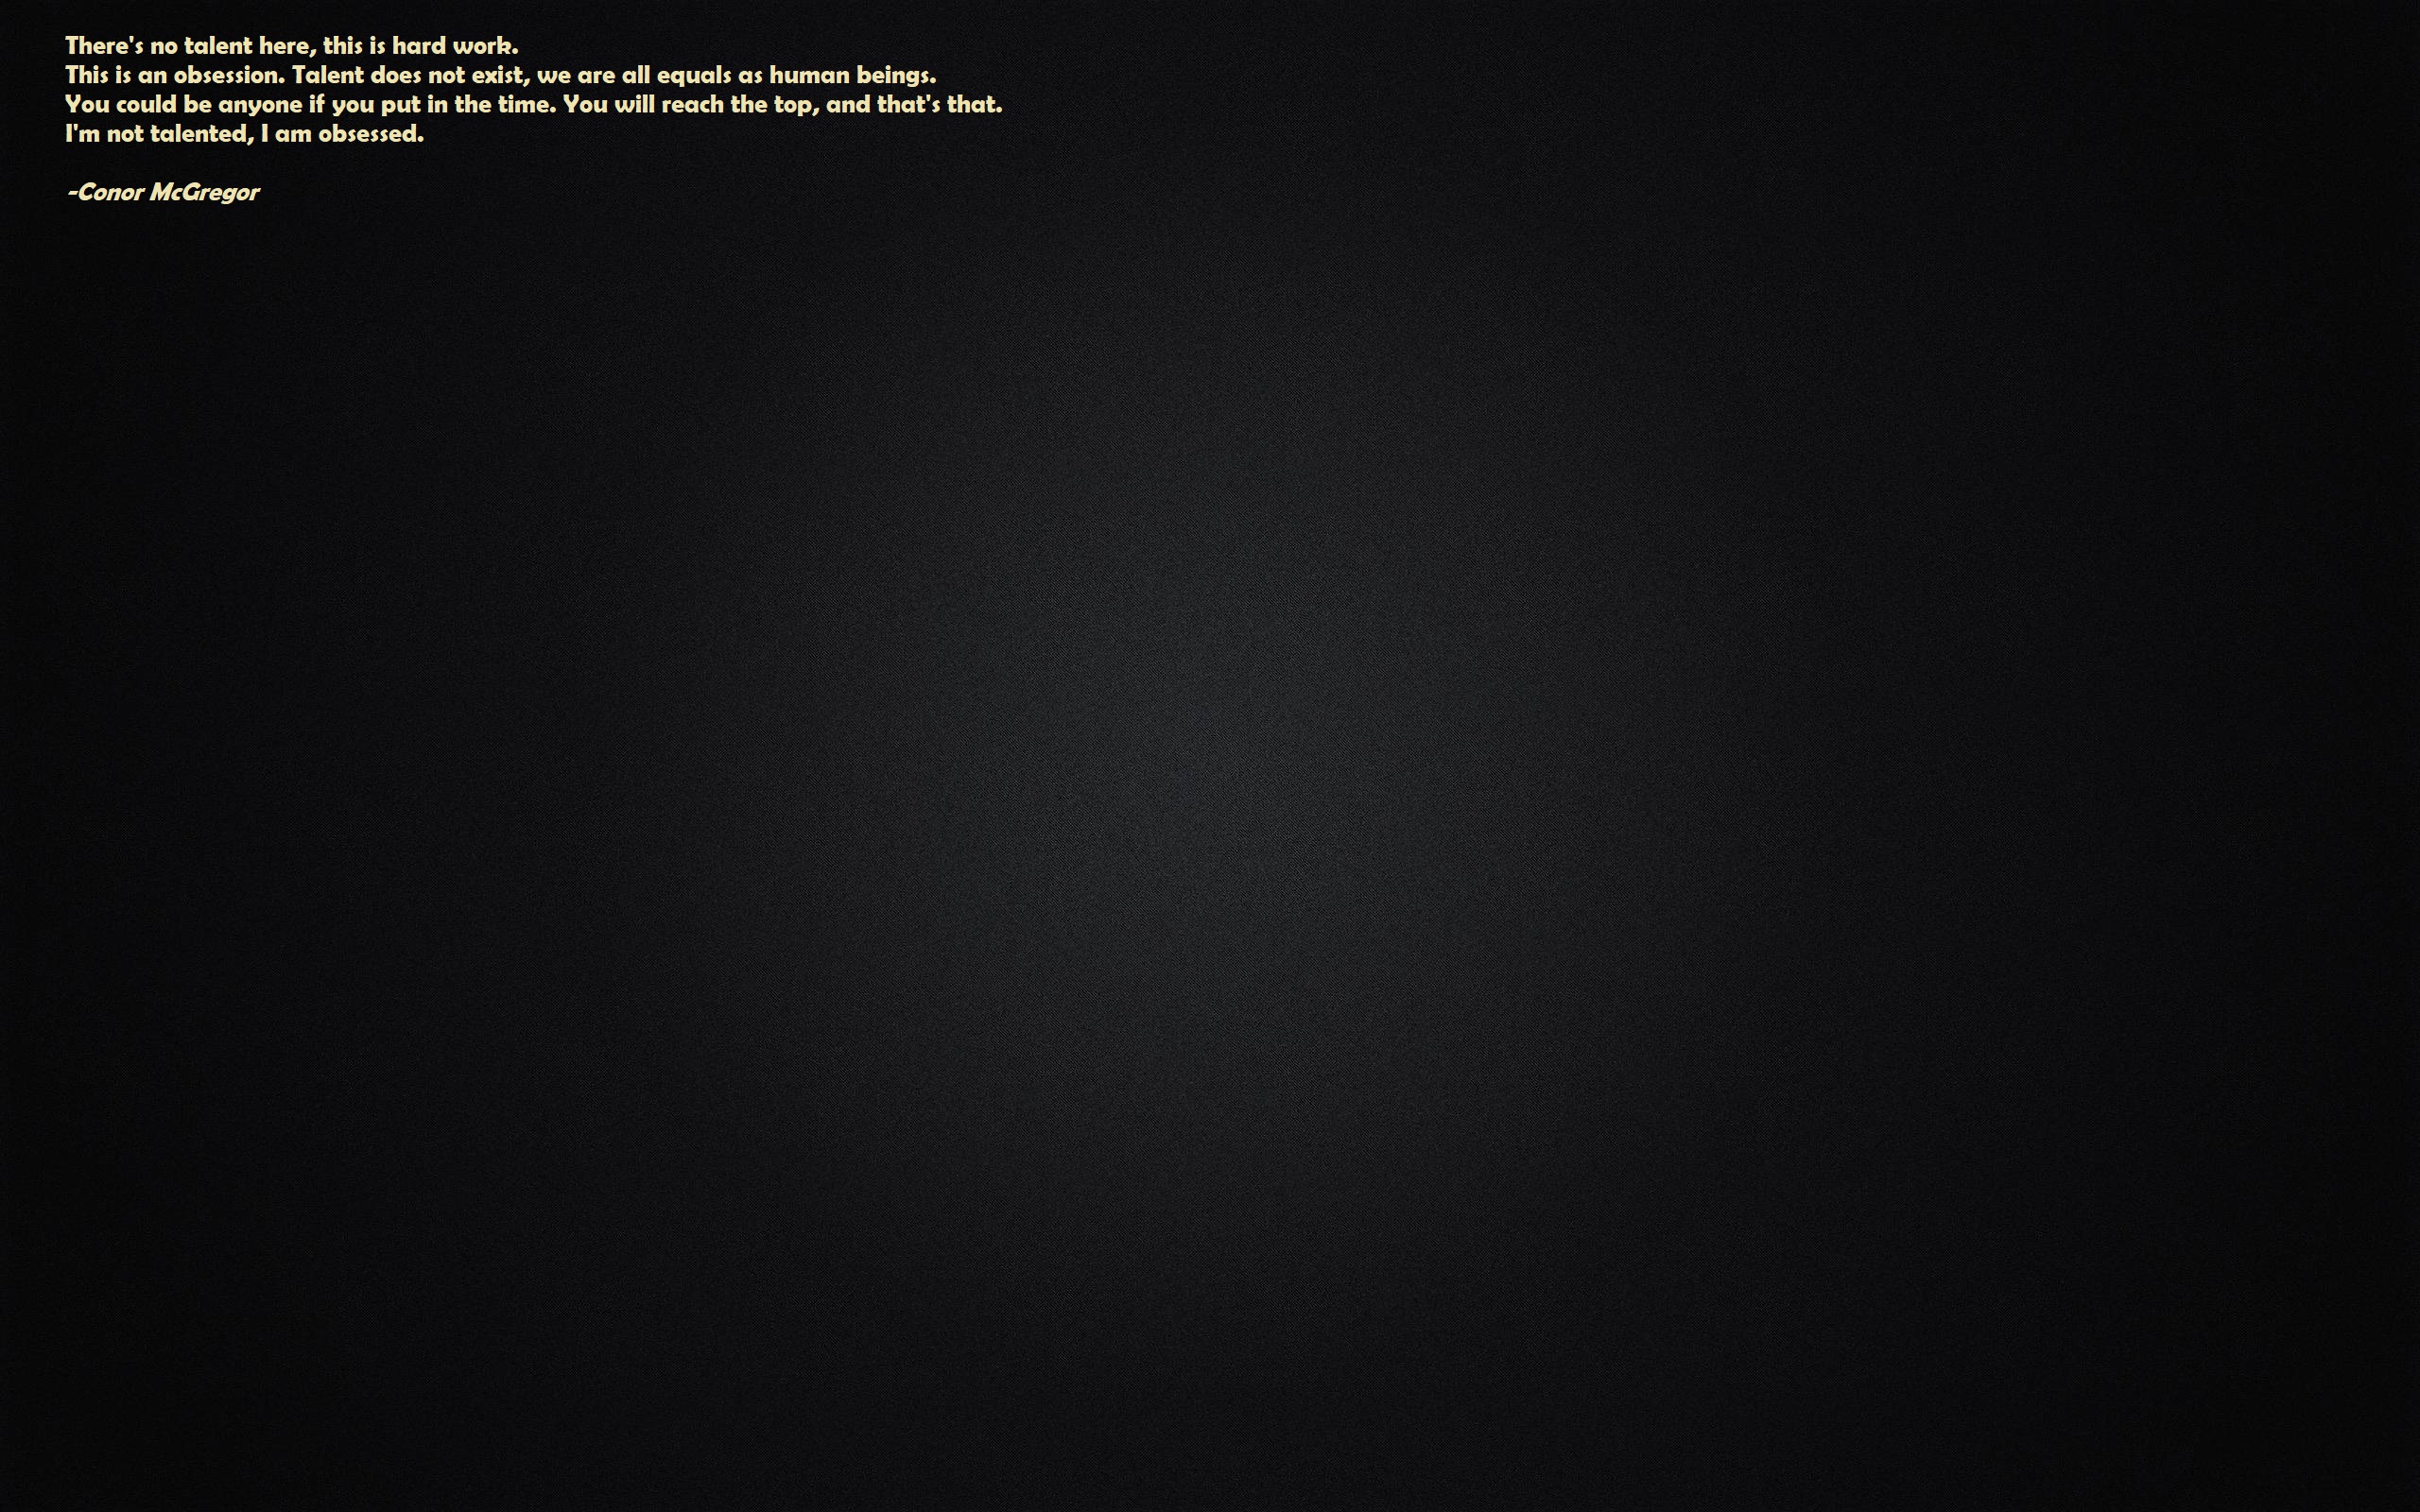 There's no talent here, this is hard work.
This is an obsession. Talent does not exist, we are all equals as human beings.
You could be anyone if you put in the time. You will reach the top, and that's that.
I'm not talented, I am obsessed.
-Conor McGregor